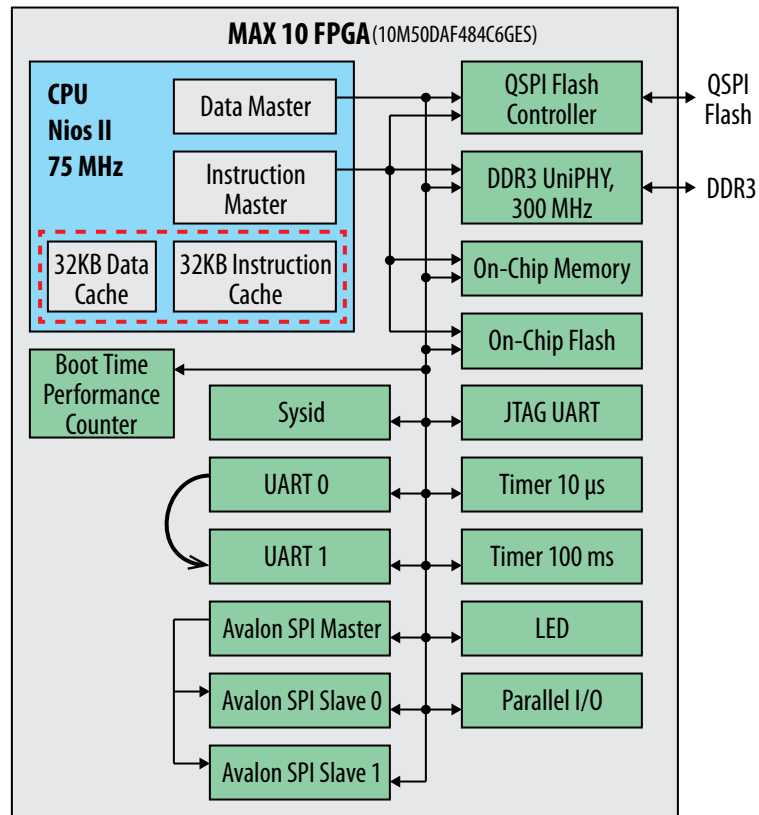 MAX 10 FPGA (10M50DAF484C6GES)
CPU
Nios II
75 MHz
Data Master
Instruction
Master
32KB Data
Cache
32KB Instruction
Cache
QSPI Flash
Controller
QSPI
Flash
DDR3 UniPHY,
300 MHz
DDR3
On-Chip Memory
On-Chip Flash
Boot Time
Performance
Counter
Sysid
JTAG UART
UART 0
Timer 10 µs
UART 1
Timer 100 ms
Avalon SPI Master
LED
Avalon SPI Slave 0
Parallel I/O
Avalon SPI Slave 1